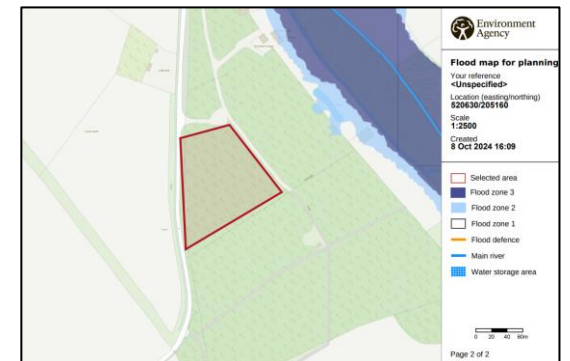 Environment
Agency
Flood map for planning
Your reference
<Unspecified>
Location (easting/northing)
520630/205160
Scale
1:2500
Created
8 Oct 2024 16:09
Selected area
Flood zone 3
Flood zone 2
Flood zone 1
Flood defence
Main river
Water storage area
0 20 40 60m
Page 2 of 2